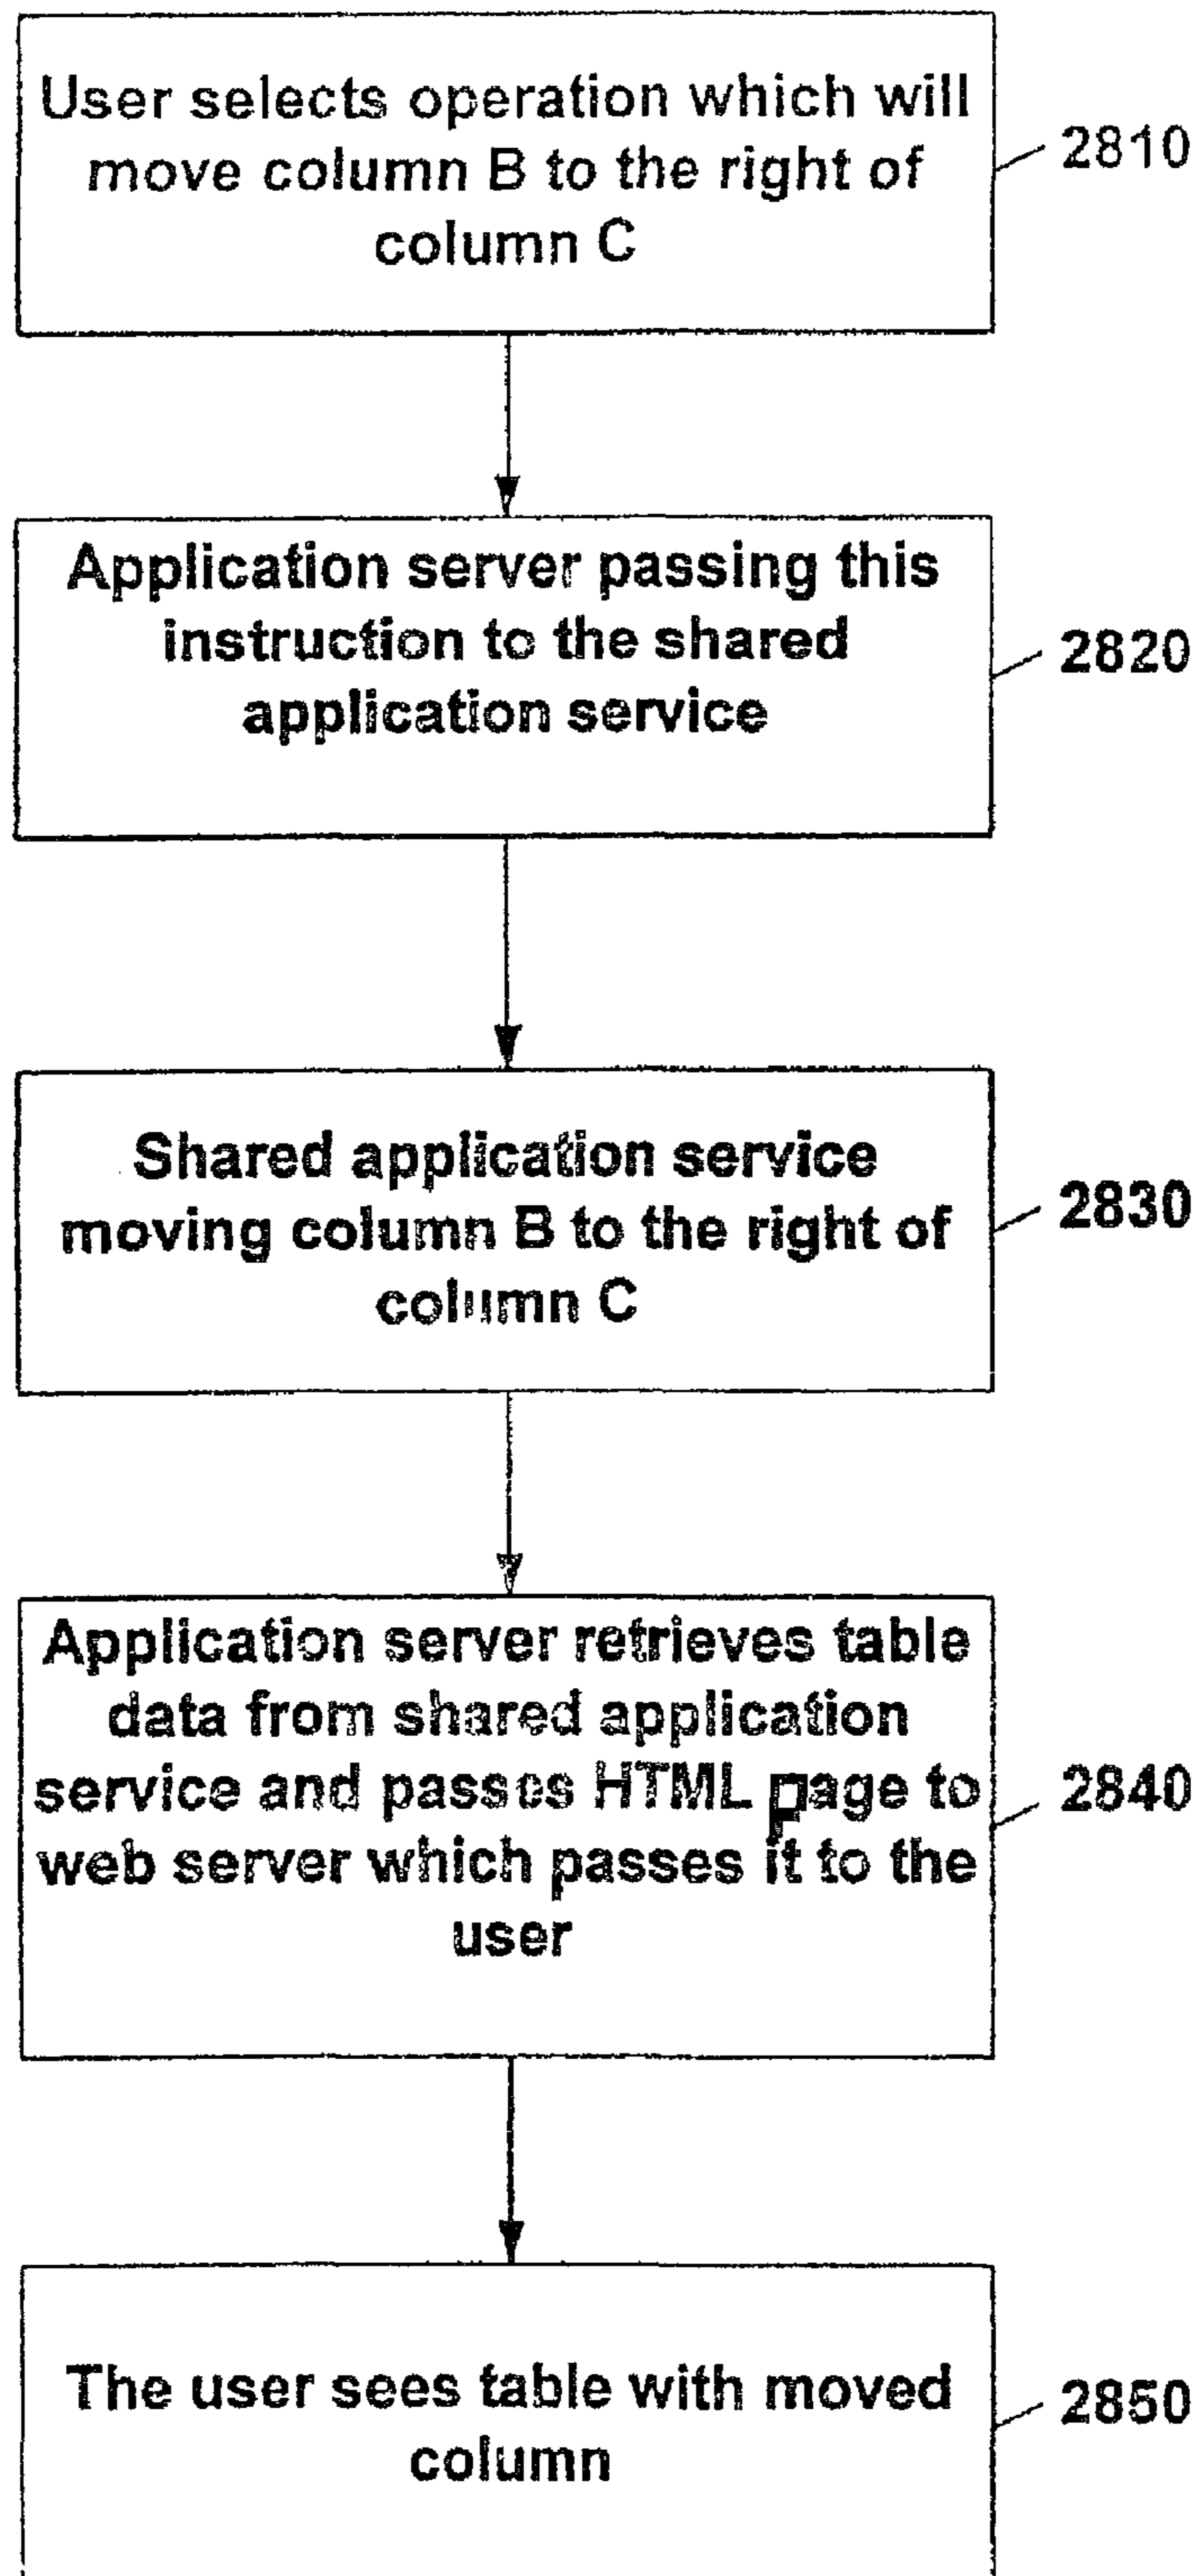 User selects operation which will
move column B to the right of
column C
2810
Application server passing this
instruction to the shared
application service
2820
Shared application service
moving column B to the right of
column C
2830
Application server retrieves table
data from shared application
service and passes HTML page to
web server which passes it to the
user
2840
The user sees table with moved
column
2850